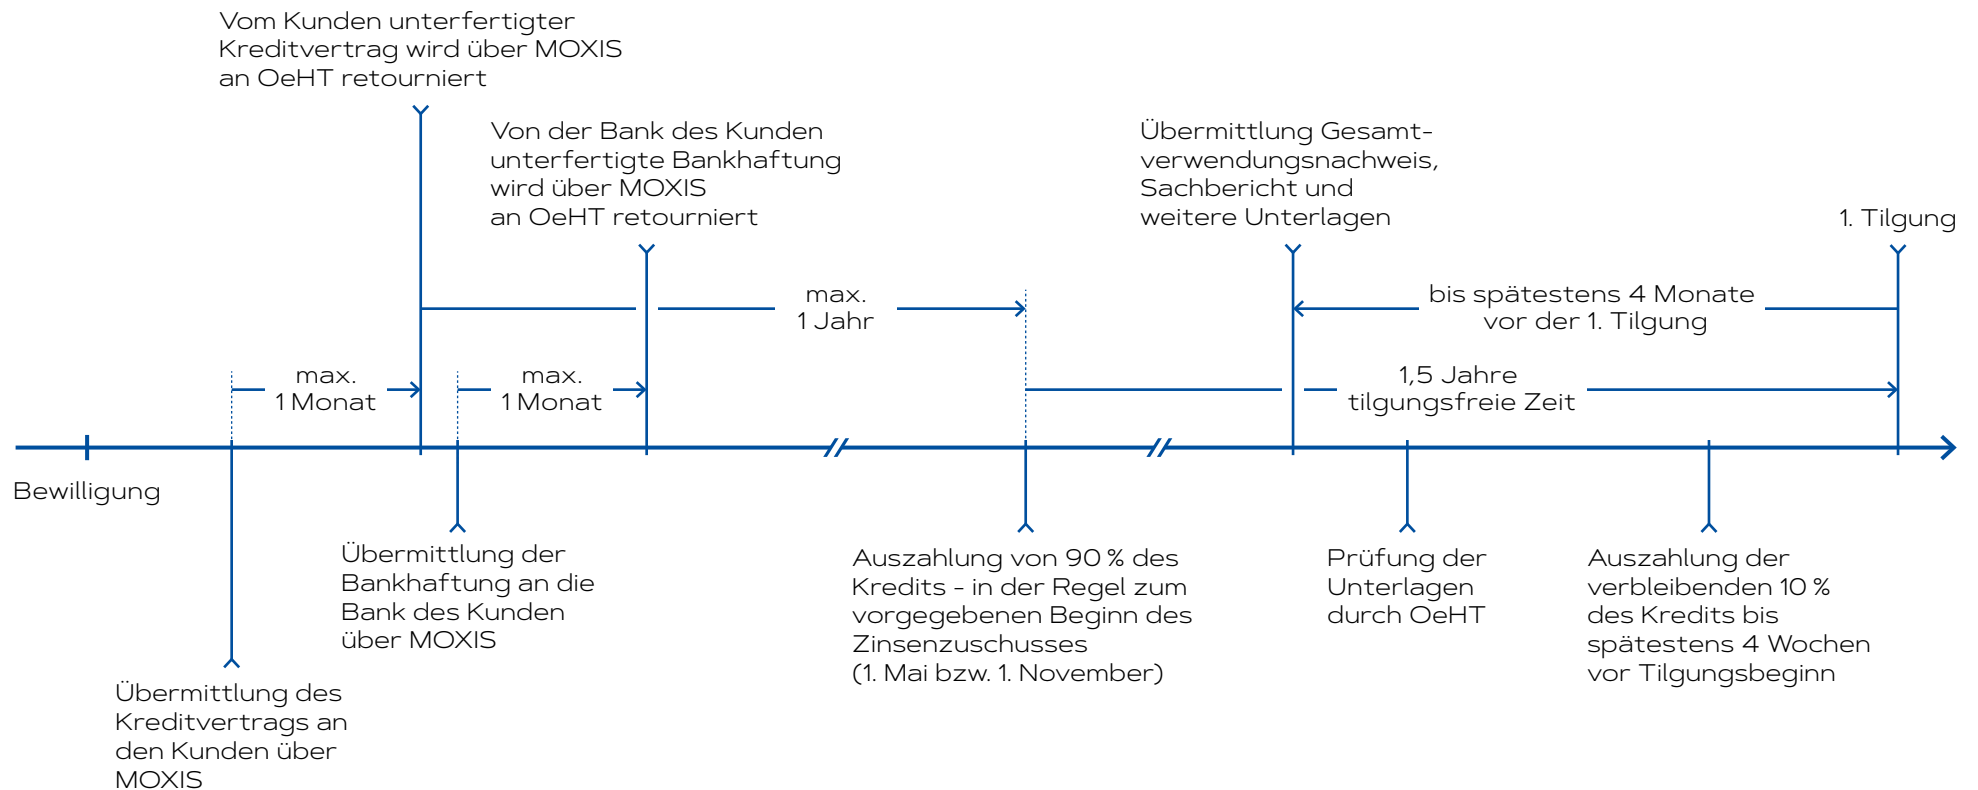 Vom Kunden unterfertigter
Kreditvertrag wird über MOXIS
an OeHT retourniert
Von der Bank des Kunden
unterfertigte Bankhaftung
wird über MOXIS
an OeHT retourniert
Übermittlung Gesamt-
verwendungsnachweis,
Sachbericht und
weitere Unterlagen
1. Tilgung
max.
1 Jahr
bis spätestens 4 Monate
vor der 1. Tilgung
max.
1 Monat
max.
1 Monat
1,5 Jahre
tilgungsfreie Zeit
Bewilligung
Übermittlung des
Kreditvertrags an
den Kunden über
MOXIS
Übermittlung der
Bankhaftung an die
Bank des Kunden
über MOXIS
Auszahlung von 90 % des
Kredits - in der Regel zum
vorgegebenen Beginn des
Zinsenzuschusses
(1. Mai bzw. 1. November)
Prüfung der
Unterlagen
durch OeHT
Auszahlung der
verbleibenden 10 %
des Kredits bis
spätestens 4 Wochen
vor Tilgungsbeginn